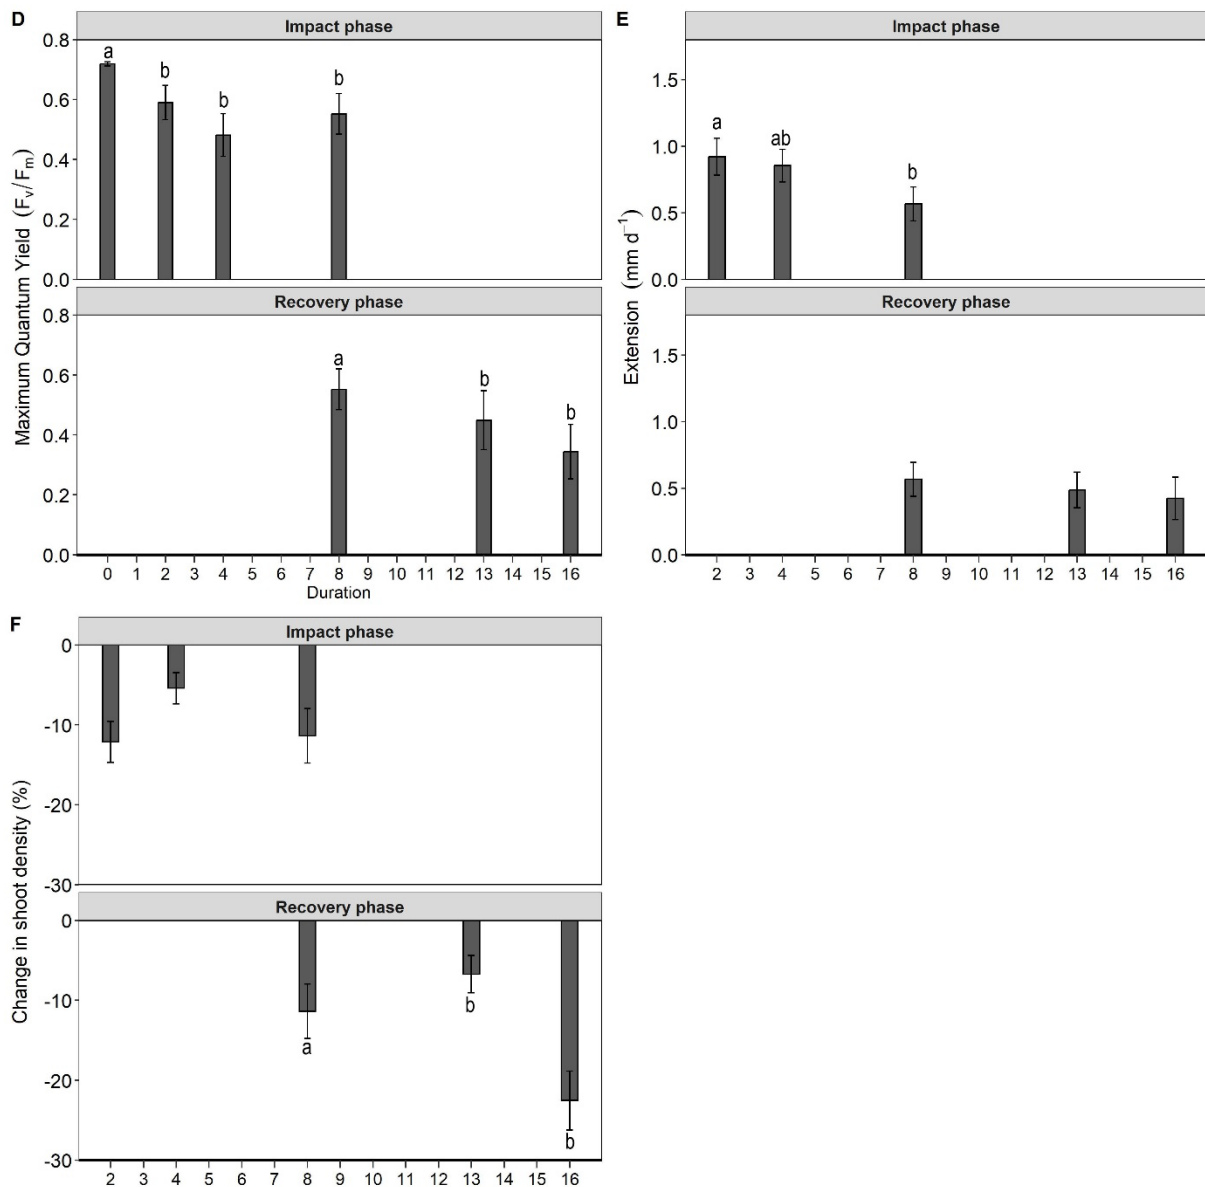 D
Impact phase
0.8
0.6
0.4
0.2
0.0
a
b
b
b
Recovery phase
0.8
0.6
0.4
0.2
0.0
a
b
b
0 1 2 3 4 5 6 7 8 9 10 11 12 13 14 15 16
Duration
Maximum Quantum Yield (Fv/Fm)
E
Impact phase
1.5
1.0
0.5
0.0
a
ab
b
Recovery phase
1.5
1.0
0.5
0.0
2 3 4 5 6 7 8 9 10 11 12 13 14 15 16
Extension (mm d⁻¹)
F
Impact phase
0
-10
-20
-30
Recovery phase
0
-10
-20
-30
a
b
b
2 3 4 5 6 7 8 9 10 11 12 13 14 15 16
Change in shoot density (%)